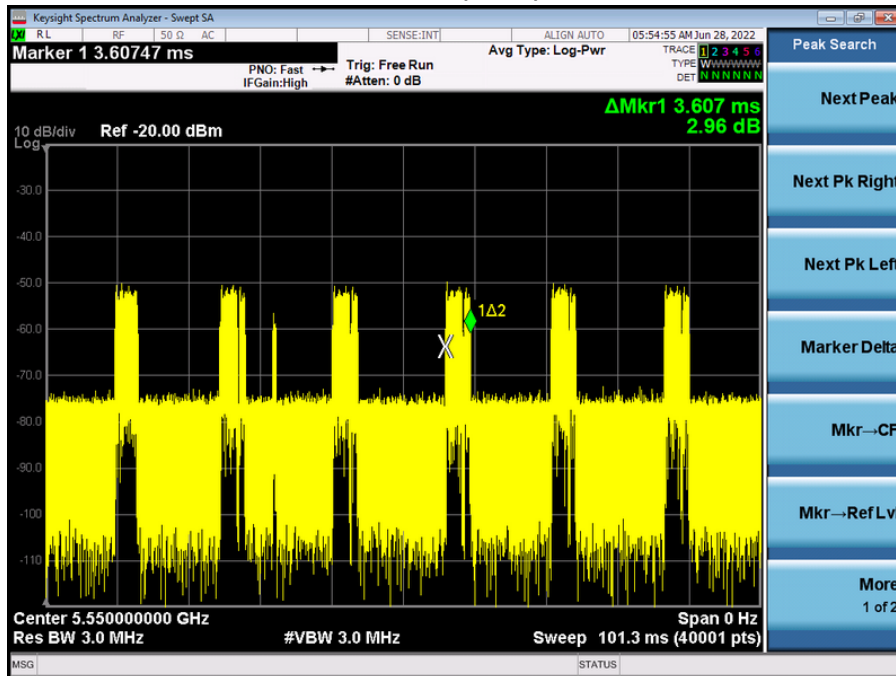 Keysight Spectrum Analyzer - Swept SA
LXI RL RF 50 Ω AC SENSE:INT ALIGN AUTO 05:54:55 AM Jun 28, 2022
Marker 1 3.60747 ms
PNO: Fast
IFGain:High
Trig: Free Run
#Atten: 0 dB
Avg Type: Log-Pwr
TRACE 1 2 3 4 5 6
TYPE WWWWWW
DET N N N N N N
ΔMkr1 3.607 ms
2.96 dB
10 dB/div Ref -20.00 dBm
Log
-30.0
-40.0
-50.0
-60.0
-70.0
-80.0
-90.0
-100
-110
1Δ2
X
Center 5.550000000 GHz Span 0 Hz
Res BW 3.0 MHz #VBW 3.0 MHz Sweep 101.3 ms (40001 pts)
MSG STATUS
Peak Search
Next Peak
Next Pk Right
Next Pk Left
Marker Delta
Mkr→CF
Mkr→Ref Lvl
More
1 of 2